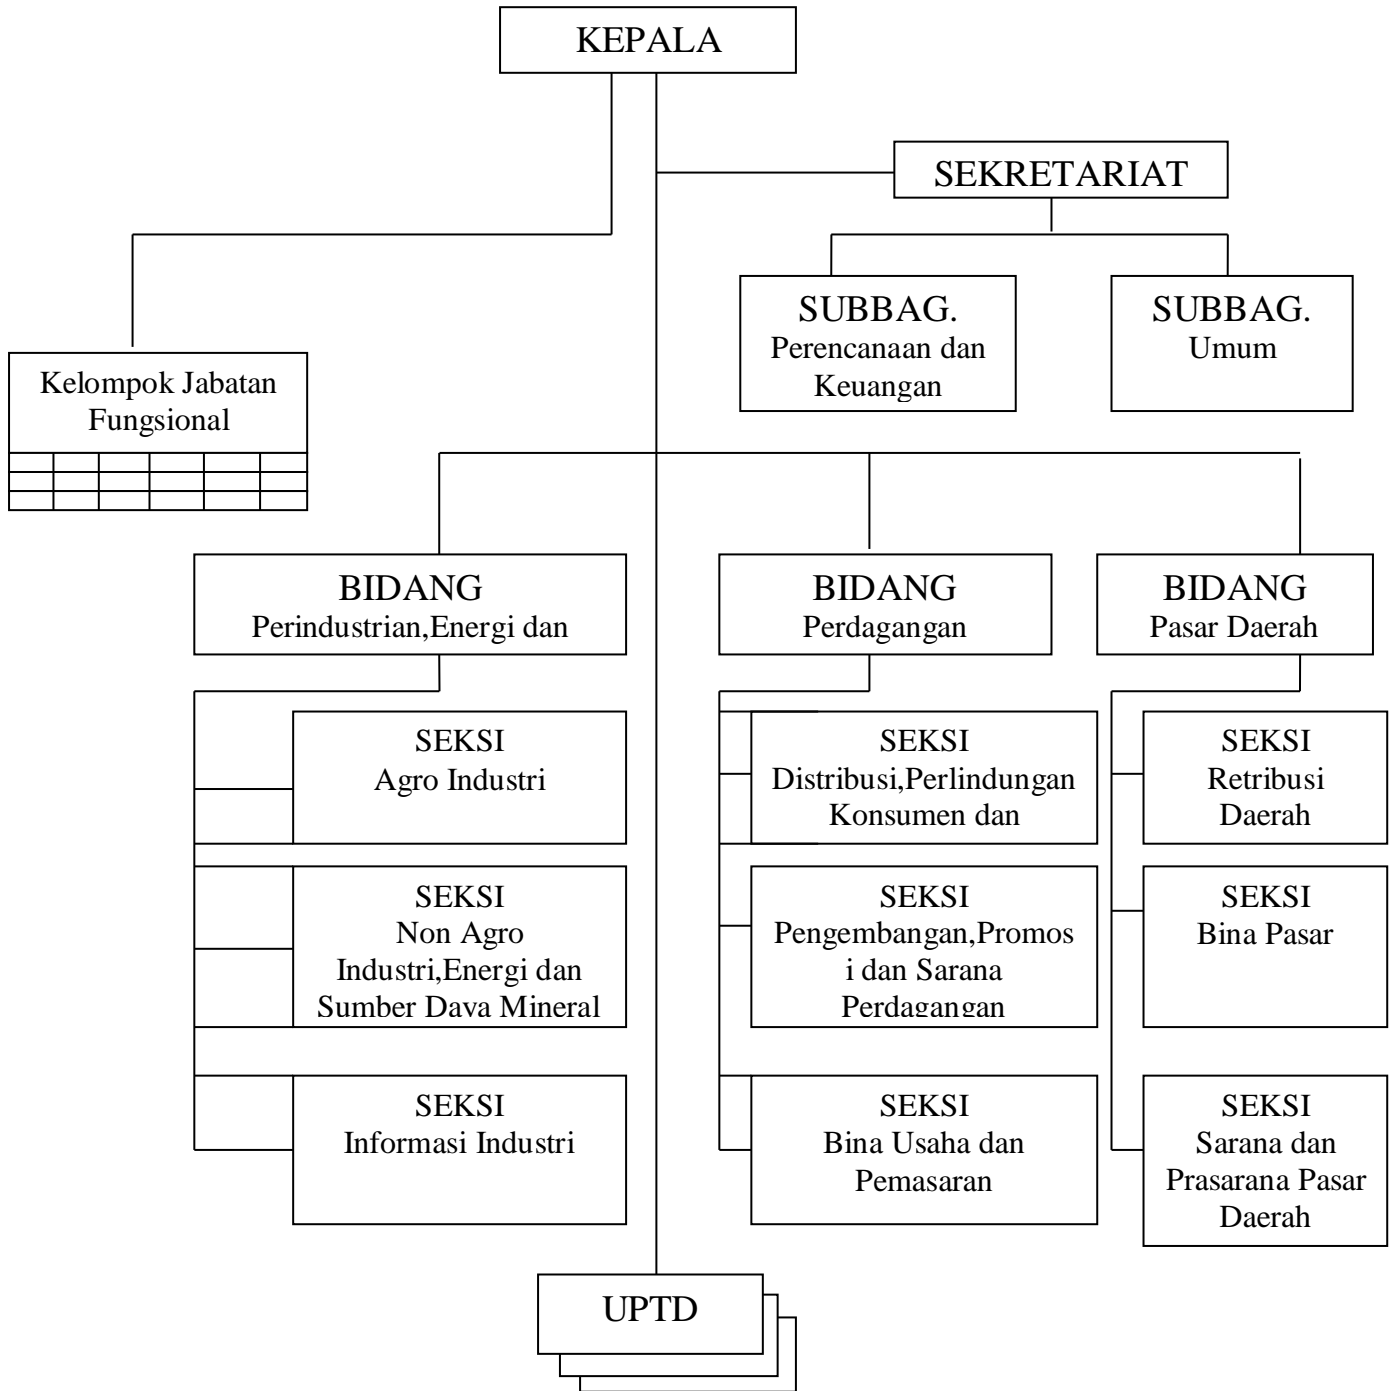 KEPALA
SEKRETARIAT
SUBBAG.
Perencanaan dan
Keuangan
SUBBAG.
Umum
Kelompok Jabatan
Fungsional
BIDANG
Perindustrian,Energi dan
BIDANG
Perdagangan
BIDANG
Pasar Daerah
SEKSI
Agro Industri
SEKSI
Non Agro
Industri,Energi dan
Sumber Daya Mineral
SEKSI
Informasi Industri
SEKSI
Distribusi,Perlindungan
Konsumen dan
SEKSI
Pengembangan,Promos
i dan Sarana
Perdagangan
SEKSI
Bina Usaha dan
Pemasaran
SEKSI
Retribusi
Daerah
SEKSI
Bina Pasar
SEKSI
Sarana dan
Prasarana Pasar
Daerah
UPTD